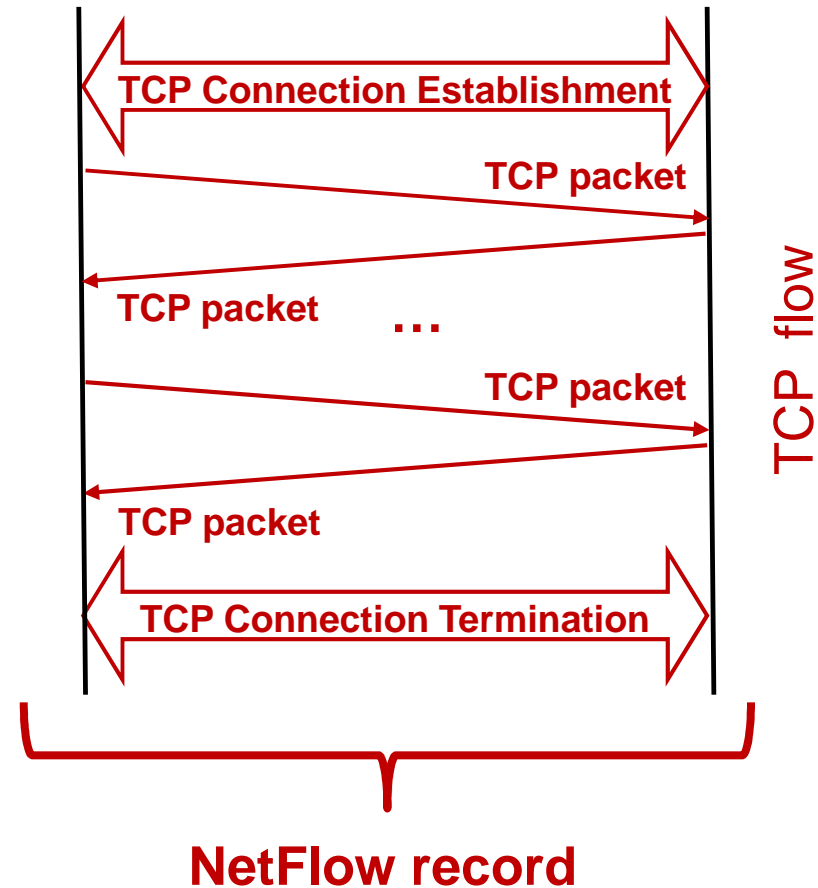 TCP Connection Establishment
TCP packet
TCP packet
...
TCP packet
TCP packet
TCP Connection Termination
TCP flow
NetFlow record